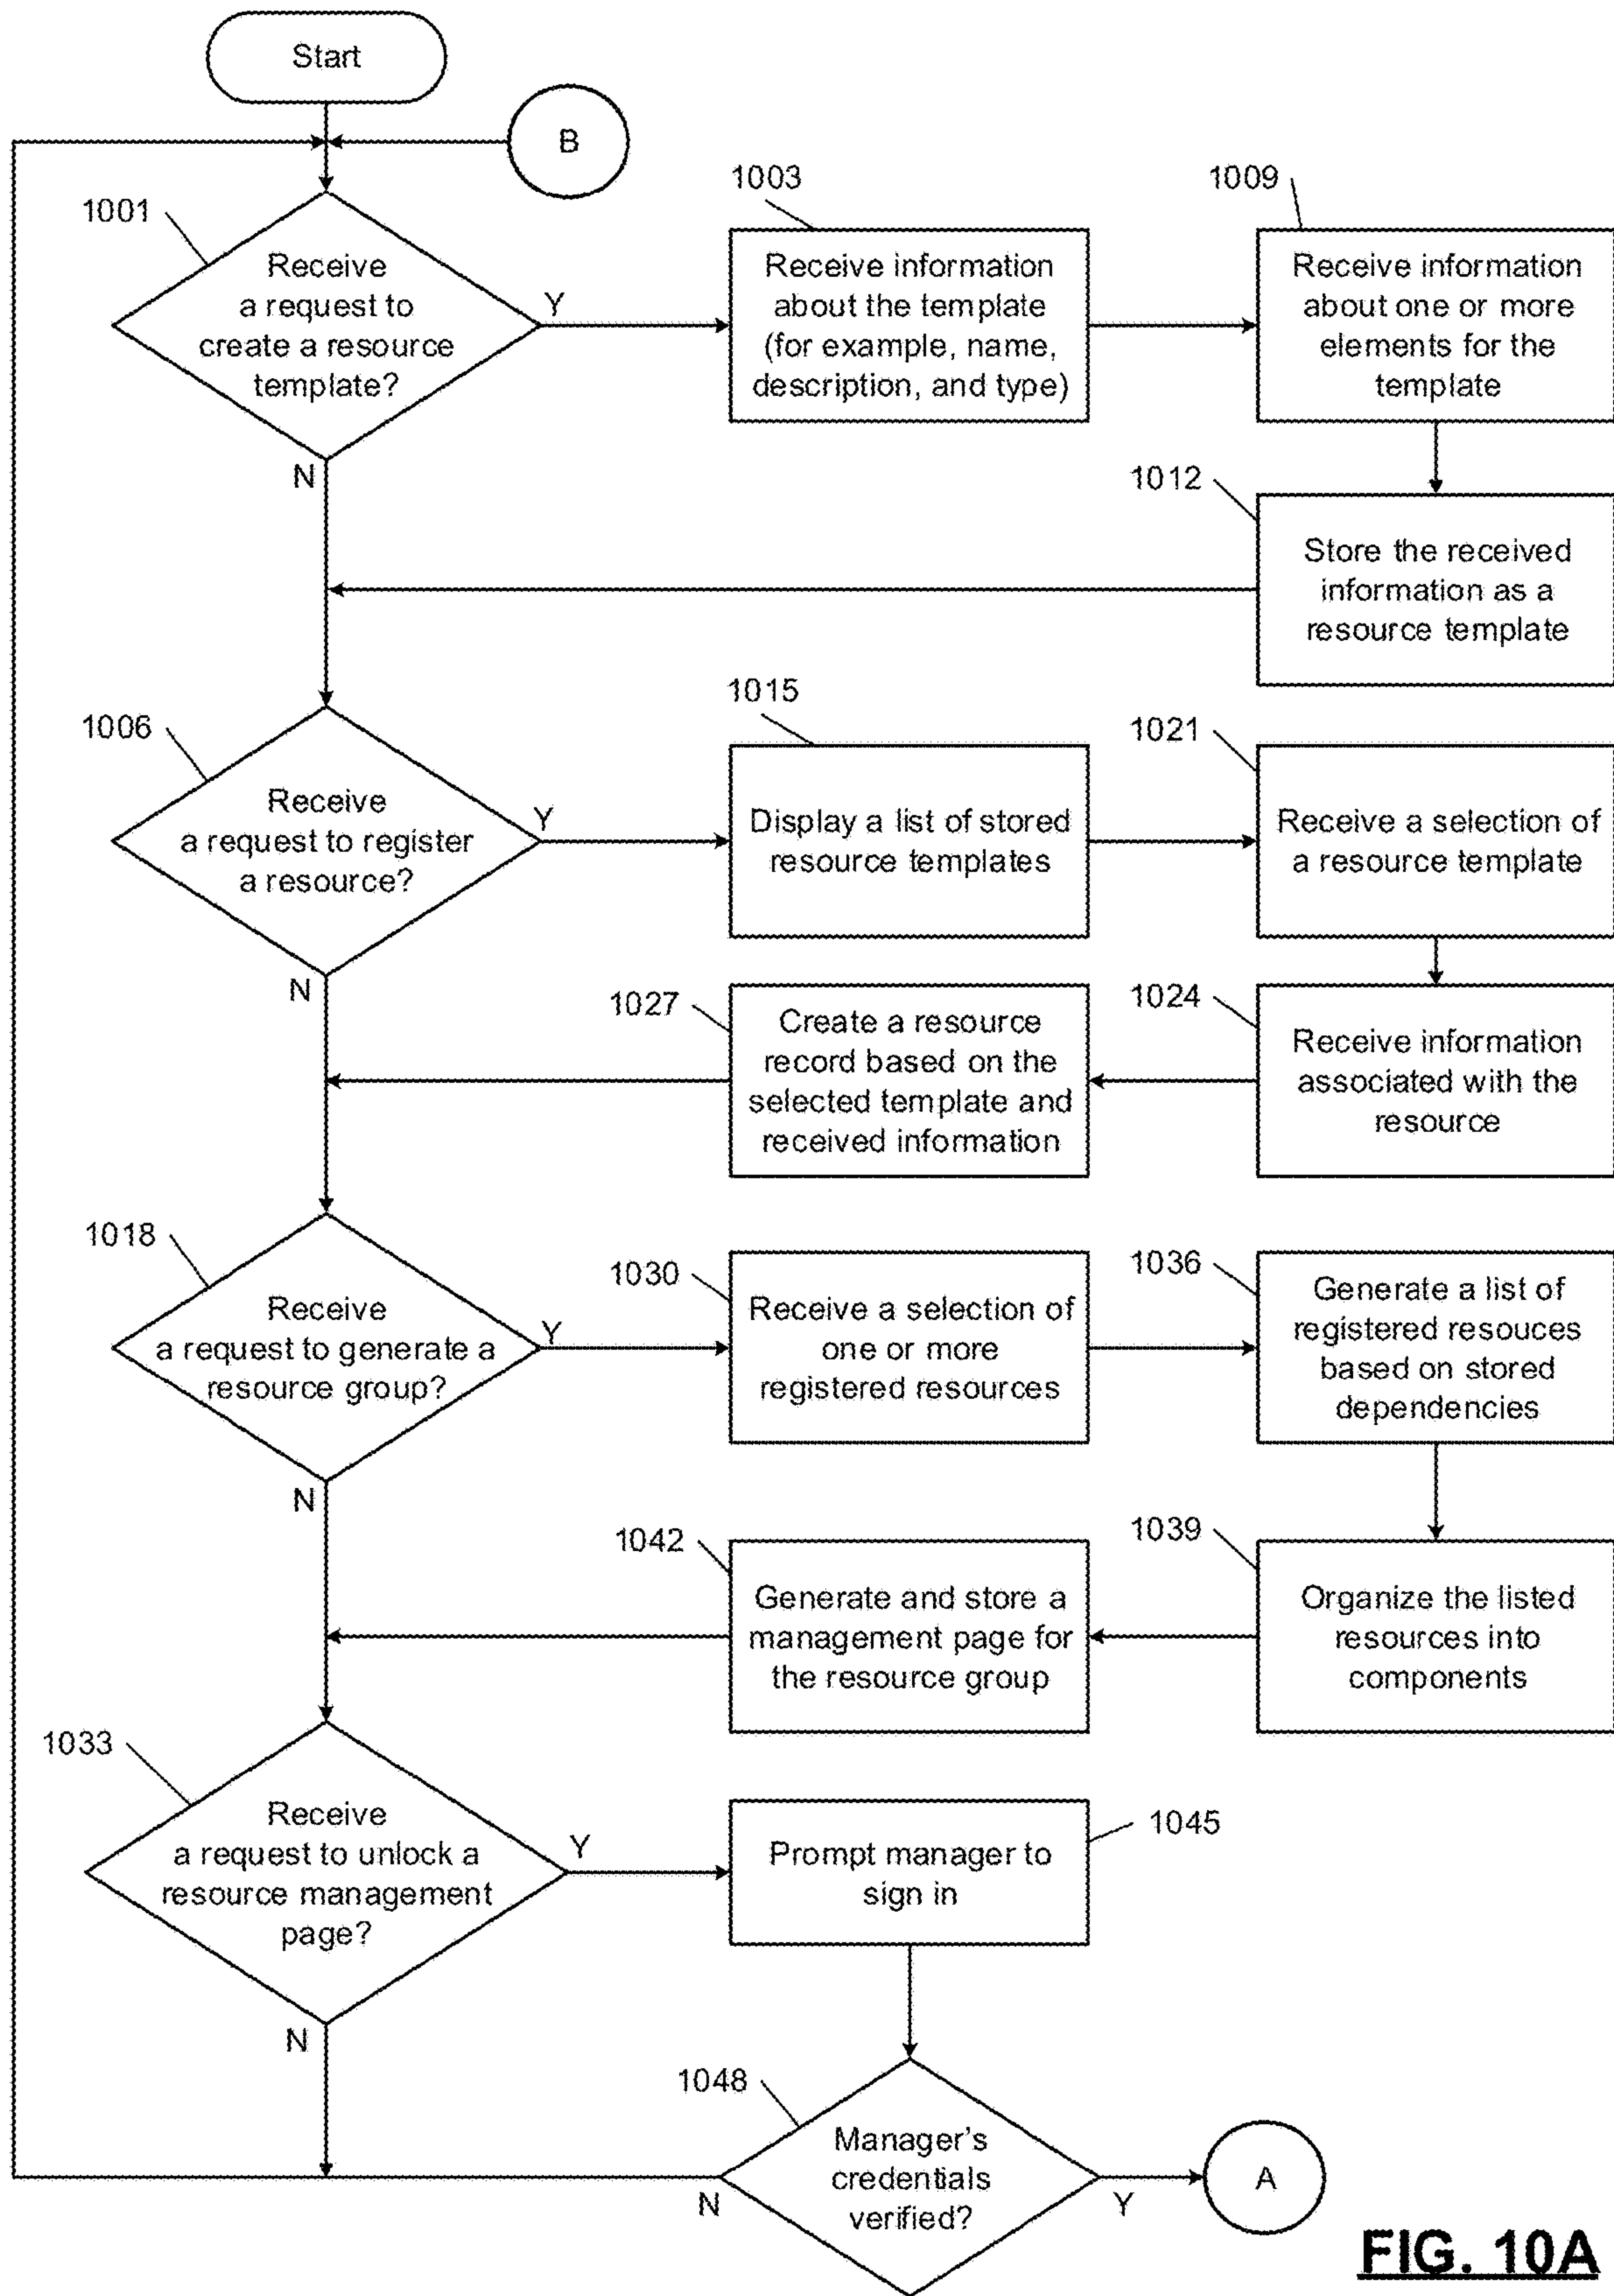 Start
B
1001
Receive
a request to
create a resource
template?
Y
N
1003
Receive information
about the template
(for example, name,
description, and type)
1009
Receive information
about one or more
elements for the
template
1012
Store the received
information as a
resource template
1006
Receive
a request to register
a resource?
Y
N
1015
Display a list of stored
resource templates
1021
Receive a selection of
a resource template
1027
Create a resource
record based on the
selected template and
received information
1024
Receive information
associated with the
resource
1018
Receive
a request to generate a
resource group?
Y
N
1030
Receive a selection of
one or more
registered resources
1036
Generate a list of
registered resouces
based on stored
dependencies
1042
Generate and store a
management page for
the resource group
1039
Organize the listed
resources into
components
1033
Receive
a request to unlock a
resource management
page?
Y
N
Prompt manager to
sign in
1045
1048
Manager's
credentials
verified?
N
Y
A
FIG. 10A